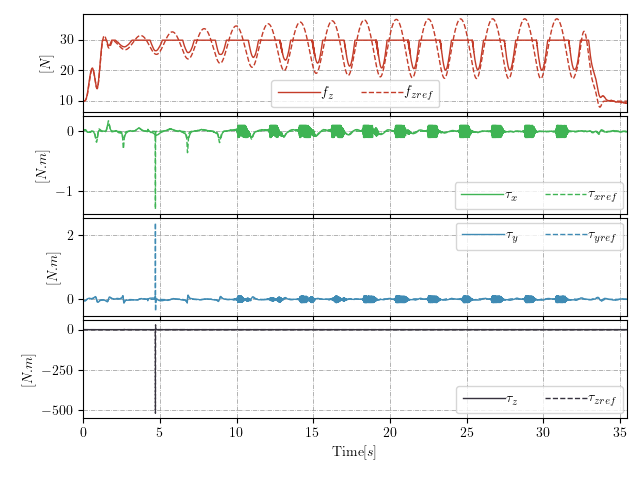 30
20
10
[N]
f_z f_zref
0
−1
[N.m]
τ_x τ_xref
2
0
[N.m]
τ_y τ_yref
0
−250
−500
[N.m]
τ_z τ_zref
0 5 10 15 20 25 30 35
Time[s]